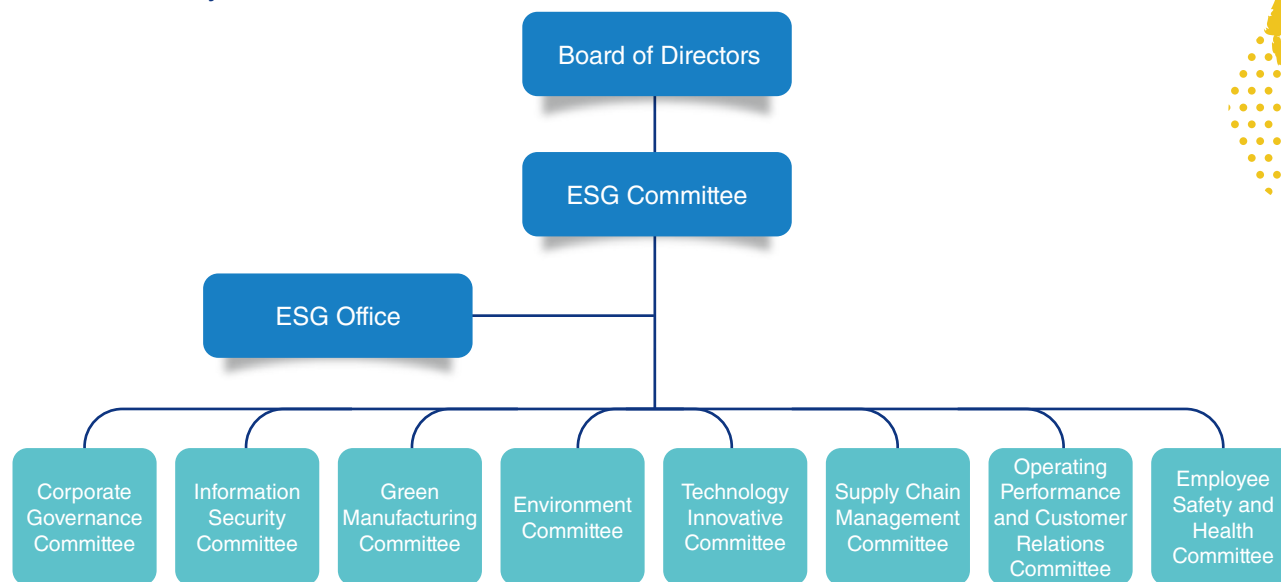 Board of Directors
ESG Committee
ESG Office
Corporate
Governance
Committee
Information
Security
Committee
Green
Manufacturing
Committee
Environment
Committee
Technology
Innovative
Committee
Supply Chain
Management
Committee
Operating
Performance
and Customer
Relations
Committee
Employee
Safety and
Health
Committee